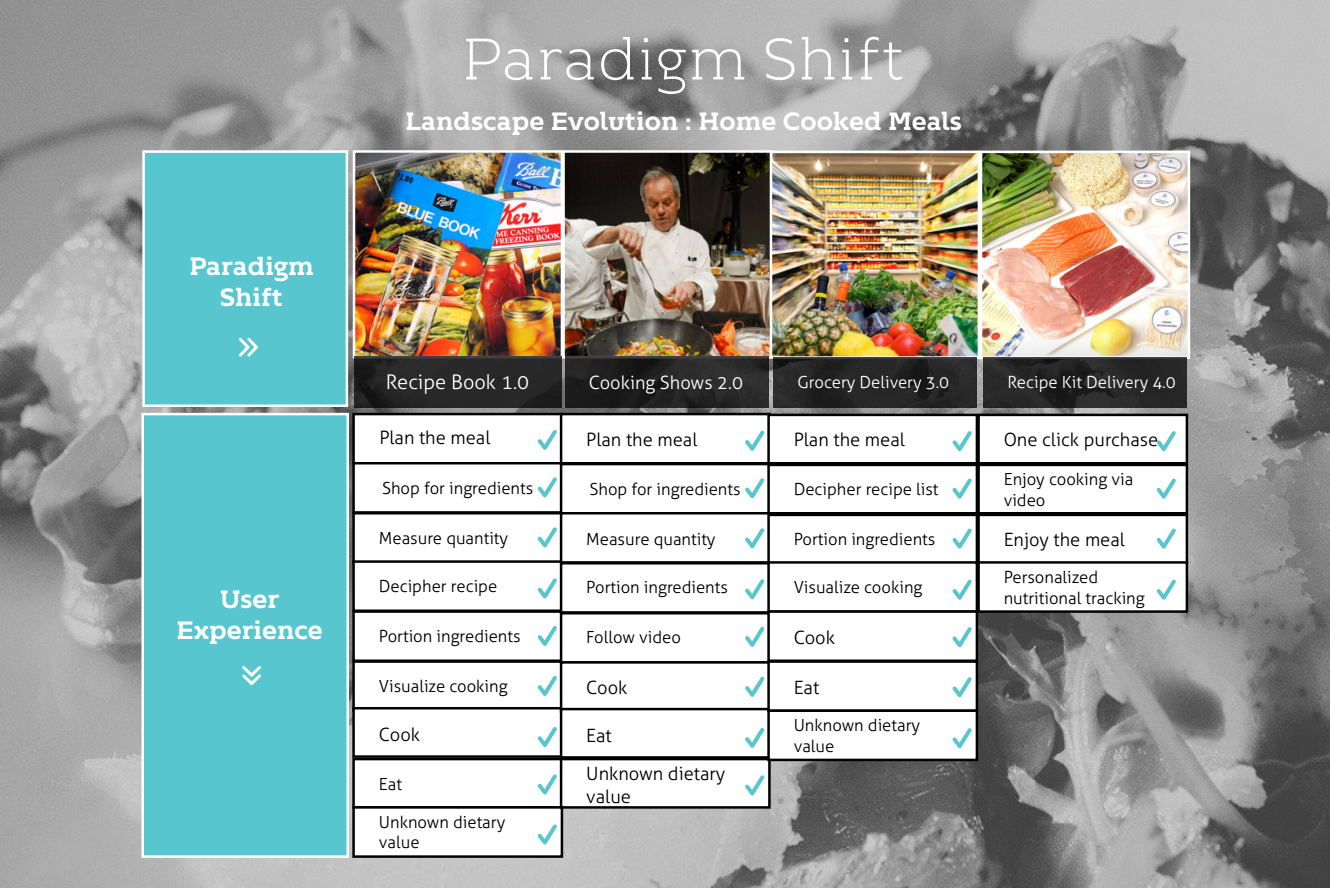 Paradigm Shift
Landscape Evolution : Home Cooked Meals
Paradigm
Shift
Ball
Ball
BLUE BOOK
Kerr
FREEZING BOOK
Recipe Book 1.0
Cooking Shows 2.0
Grocery Delivery 3.0
Recipe Kit Delivery 4.0
User
Experience
Plan the meal
Shop for ingredients
Measure quantity
Decipher recipe
Portion ingredients
Visualize cooking
Cook
Eat
Unknown dietary
value
Plan the meal
Shop for ingredients
Measure quantity
Portion ingredients
Follow video
Cook
Eat
Unknown dietary
value
Plan the meal
Decipher recipe list
Portion ingredients
Visualize cooking
Cook
Eat
Unknown dietary
value
One click purchase
Enjoy cooking via
video
Enjoy the meal
Personalized
nutritional tracking